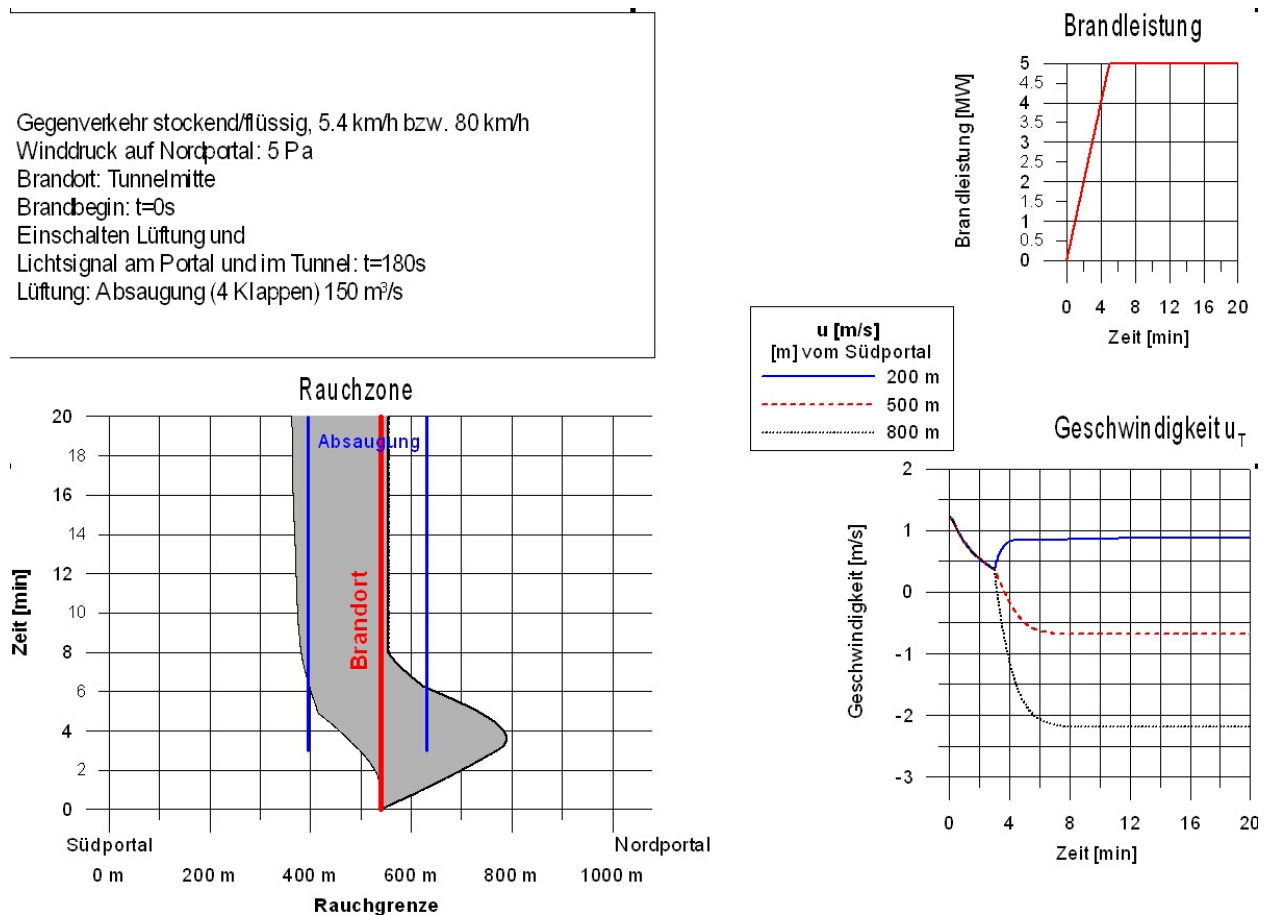 Gegenverkehr stockend/flüssig, 5.4 km/h bzw. 80 km/h
Winddruck auf Nordportal: 5 Pa
Brandort: Tunnelmitte
Brandbegin: t=0s
Einschalten Lüftung und
Lichtsignal am Portal und im Tunnel: t=180s
Lüftung: Absaugung (4 Klappen) 150 m³/s
Brandleistung
Brandleistung [MW]
5
4.5
4
3.5
3
2.5
2
1.5
1
0.5
0
0 4 8 12 16 20
Zeit [min]
u [m/s]
[m] vom Südportal
200 m
500 m
800 m
Rauchzone
Zeit [min]
20
18
16
14
12
10
8
6
4
2
0
Absaugung
Brandort
Südportal Nordportal
0 m 200 m 400 m 600 m 800 m 1000 m
Rauchgrenze
Geschwindigkeit u_T
Geschwindigkeit [m/s]
2
1
0
-1
-2
-3
0 4 8 12 16 20
Zeit [min]